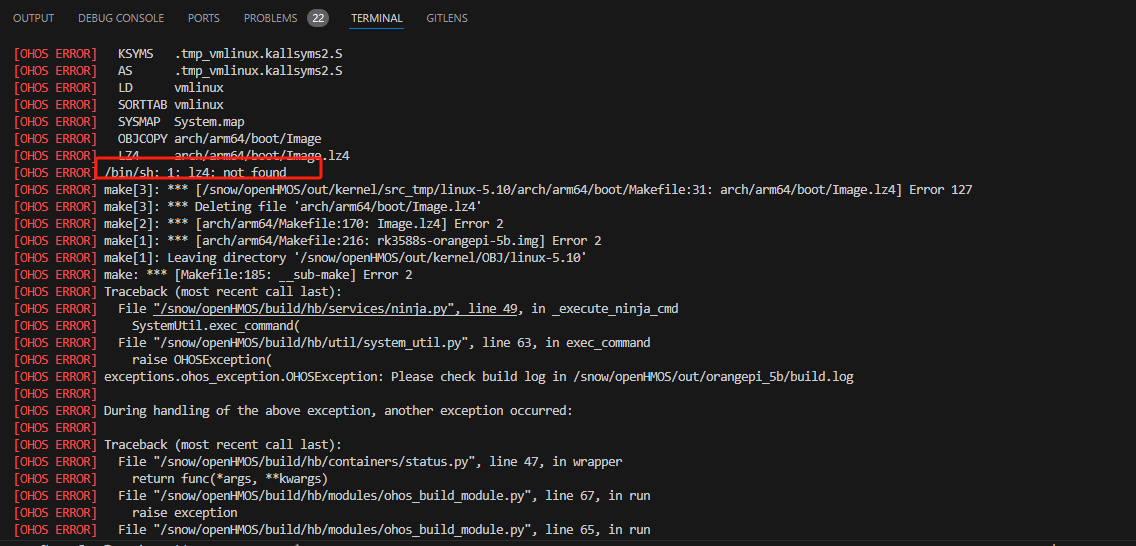 OUTPUT DEBUG CONSOLE PORTS PROBLEMS 22 TERMINAL GITLENS
[OHOS ERROR]   KSYMS   .tmp_vmlinux.kallsyms2.S
[OHOS ERROR]   AS      .tmp_vmlinux.kallsyms2.S
[OHOS ERROR]   LD      vmlinux
[OHOS ERROR]   SORTTAB vmlinux
[OHOS ERROR]   SYSMAP  System.map
[OHOS ERROR]   OBJCOPY arch/arm64/boot/Image
[OHOS ERROR]   LZ4     arch/arm64/boot/Image.lz4
[OHOS ERROR] /bin/sh: 1: lz4: not found
[OHOS ERROR] make[3]: *** [/snow/openHMOS/out/kernel/src_tmp/linux-5.10/arch/arm64/boot/Makefile:31: arch/arm64/boot/Image.lz4] Error 127
[OHOS ERROR] make[3]: *** Deleting file 'arch/arm64/boot/Image.lz4'
[OHOS ERROR] make[2]: *** [arch/arm64/Makefile:170: Image.lz4] Error 2
[OHOS ERROR] make[1]: *** [arch/arm64/Makefile:216: rk3588s-orangepi-5b.img] Error 2
[OHOS ERROR] make[1]: Leaving directory '/snow/openHMOS/out/kernel/OBJ/linux-5.10'
[OHOS ERROR] make: *** [Makefile:185: __sub-make] Error 2
[OHOS ERROR] Traceback (most recent call last):
[OHOS ERROR]   File "/snow/openHMOS/build/hb/services/ninja.py", line 49, in _execute_ninja_cmd
[OHOS ERROR]     SystemUtil.exec_command(
[OHOS ERROR]   File "/snow/openHMOS/build/hb/util/system_util.py", line 63, in exec_command
[OHOS ERROR]     raise OHOSException(
[OHOS ERROR] exceptions.ohos_exception.OHOSException: Please check build log in /snow/openHMOS/out/orangepi_5b/build.log
[OHOS ERROR]
[OHOS ERROR] During handling of the above exception, another exception occurred:
[OHOS ERROR]
[OHOS ERROR] Traceback (most recent call last):
[OHOS ERROR]   File "/snow/openHMOS/build/hb/containers/status.py", line 47, in wrapper
[OHOS ERROR]     return func(*args, **kwargs)
[OHOS ERROR]   File "/snow/openHMOS/build/hb/modules/ohos_build_module.py", line 67, in run
[OHOS ERROR]     raise exception
[OHOS ERROR]   File "/snow/openHMOS/build/hb/modules/ohos_build_module.py", line 65, in run